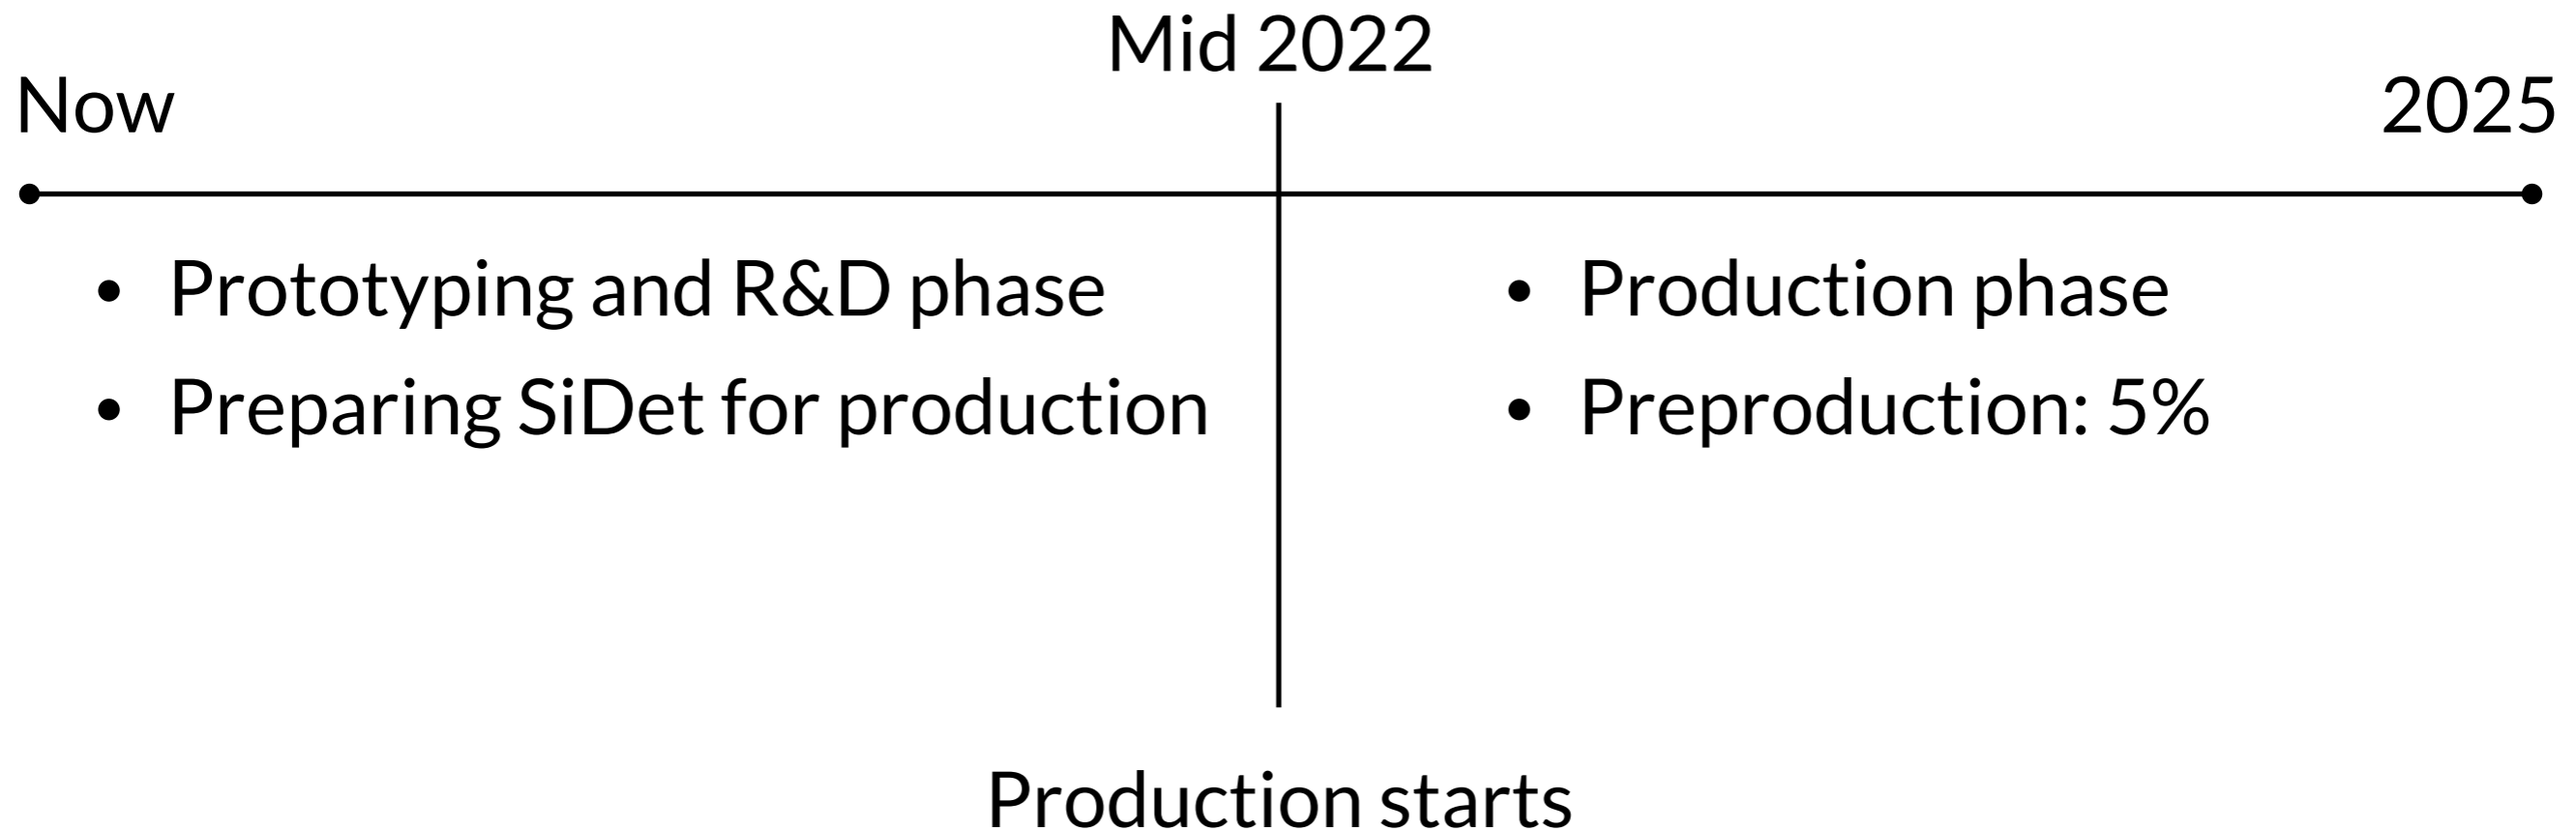 Mid 2022
Now
2025
• Prototyping and R&D phase
• Preparing SiDet for production
• Production phase
• Preproduction: 5%
Production starts